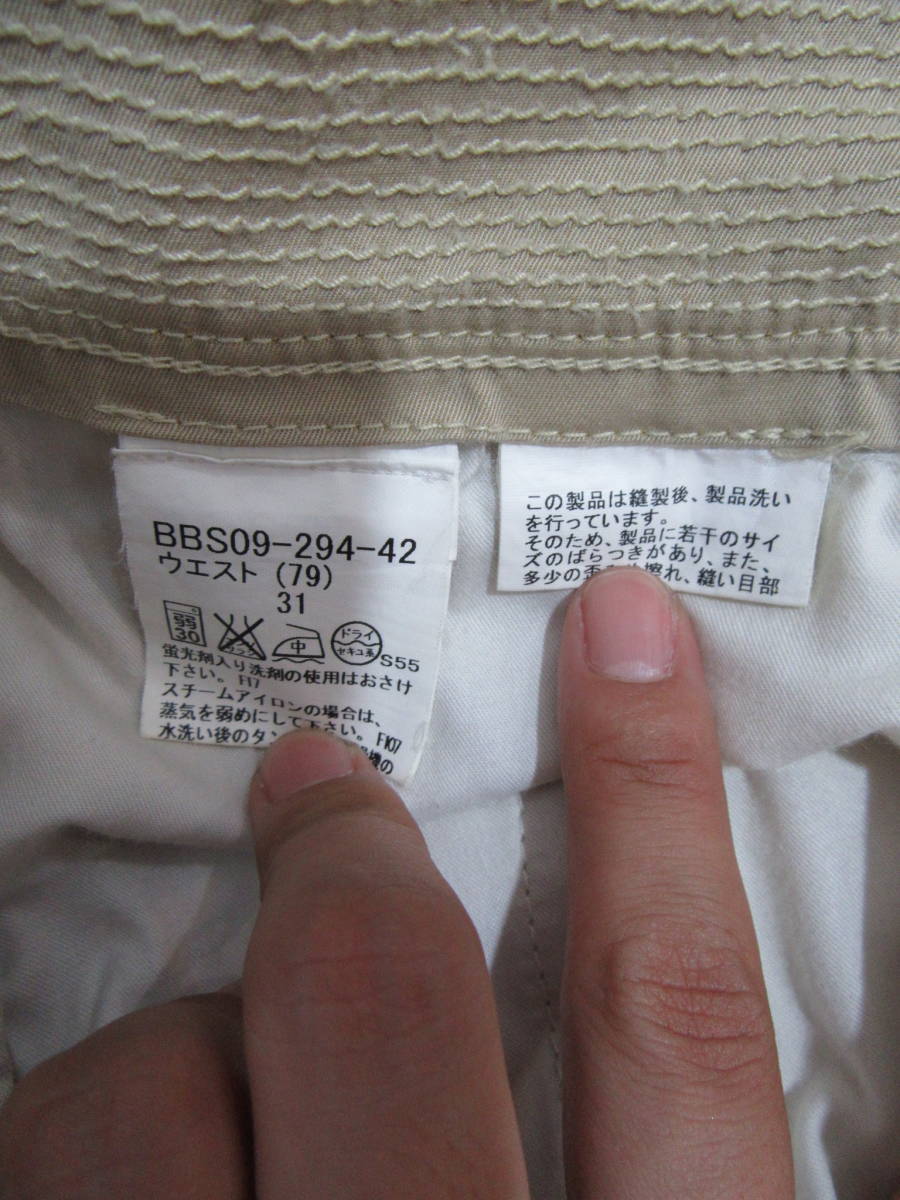 BBS09-294-42
ウエスト (79)
31
弱
30
中
ドライ
セキユ系
S55
蛍光剤入り洗剤の使用はおさけ
下さい。F17
スチームアイロンの場合は、
蒸気を弱めにして下さい。F107
水洗い後のタン
機の
この製品は縫製後、製品洗い
を行っています。
そのため、製品に若干のサイ
ズのばらつきがあり、また、
多少の歪み擦れ、縫い目部